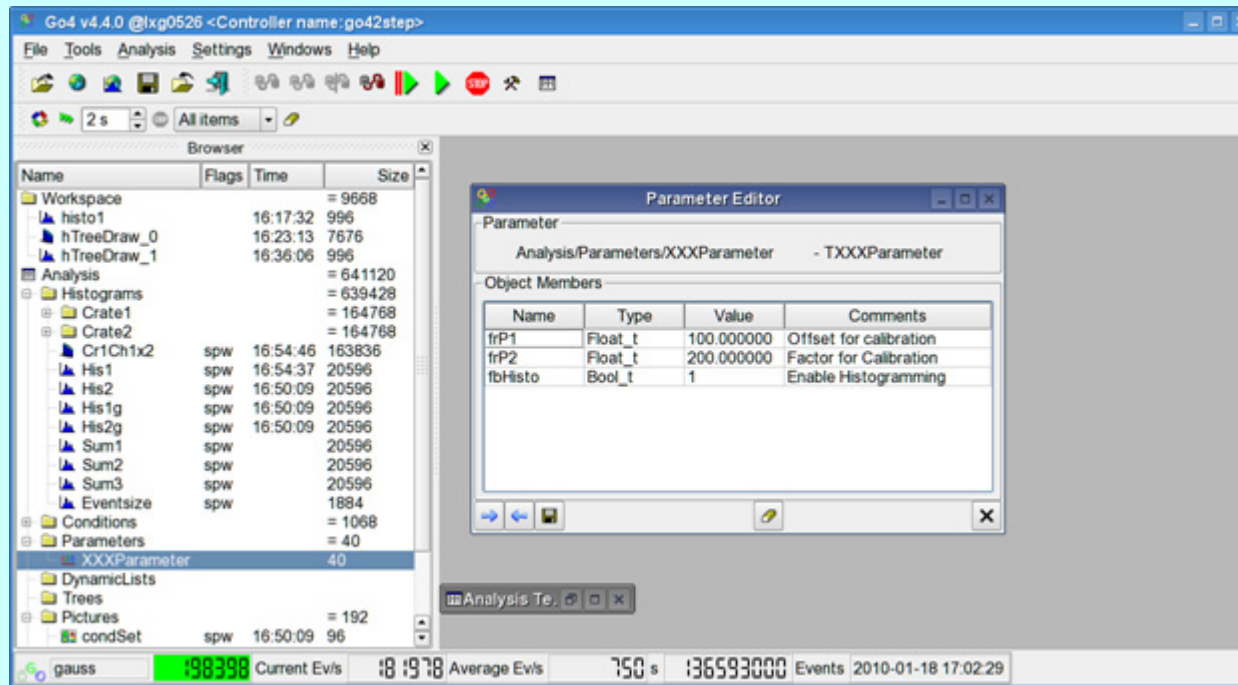 Go4 v4.4.0 @lxg0526 <Controller name:go42step>
File Tools Analysis Settings Windows Help
STOP
2 s All items
Browser
Name Flags Time Size
Workspace = 9668
histo1 16:17:32 996
hTreeDraw_0 16:23:13 7676
hTreeDraw_1 16:36:06 996
Analysis = 641120
Histograms = 639428
Crate1 = 164768
Crate2 = 164768
Cr1Ch1x2 spw 16:54:46 163836
His1 spw 16:54:37 20596
His2 spw 16:50:09 20596
His1g spw 16:50:09 20596
His2g spw 16:50:09 20596
Sum1 spw 20596
Sum2 spw 20596
Sum3 spw 20596
Eventsize spw 1884
Conditions = 1068
Parameters = 40
XXXParameter 40
DynamicLists
Trees
Pictures = 192
condSet spw 16:50:09 96
Parameter Editor
Parameter
Analysis/Parameters/XXXParameter - TXXXParameter
Object Members
Name Type Value Comments
frP1 Float_t 100.000000 Offset for calibration
frP2 Float_t 200.000000 Factor for Calibration
fbHisto Bool_t 1 Enable Histogramming
Analysis Te.
gauss 198398 Current Ev/s 181978 Average Ev/s 750 s 136593000 Events 2010-01-18 17:02:29